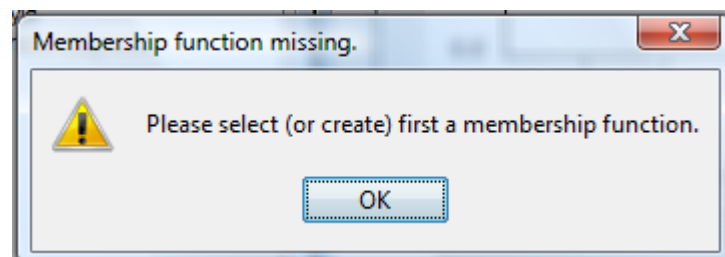 Membership function missing.
Please select (or create) first a membership function.
OK